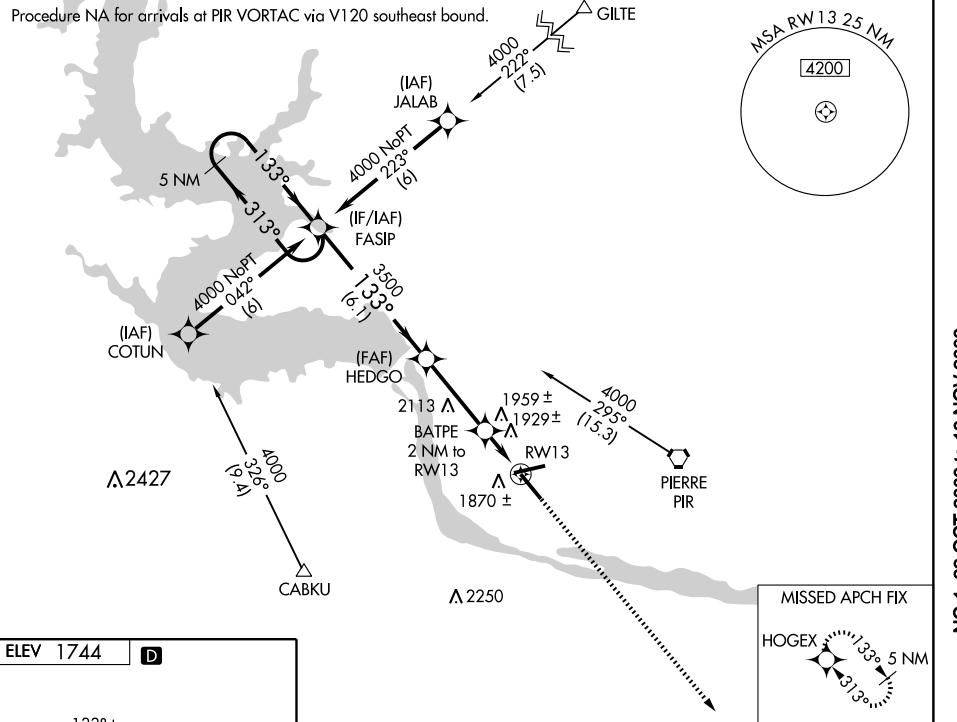 Procedure NA for arrivals at PIR VORTAC via V120 southeast bound.
GILTE
4000
222°
(7.5)
MSA RW13 25 NM
4200
(IAF)
JALAB
4000 NoPT
223°
(6)
5 NM
133°
313°
(IF/IAF)
FASIP
4000 NoPT
042°
(6)
(IAF)
COTUN
3500
133°
(6.1)
(FAF)
HEDGO
2113
1959 ±
1929 ±
BATPE
2 NM to
RW13
RW13
1870 ±
4000
295°
(15.3)
PIERRE
PIR
4000
326°
(9.4)
2427
CABKU
2250
MISSED APCH FIX
HOGEX
133°
5 NM
313°
ELEV 1744
D